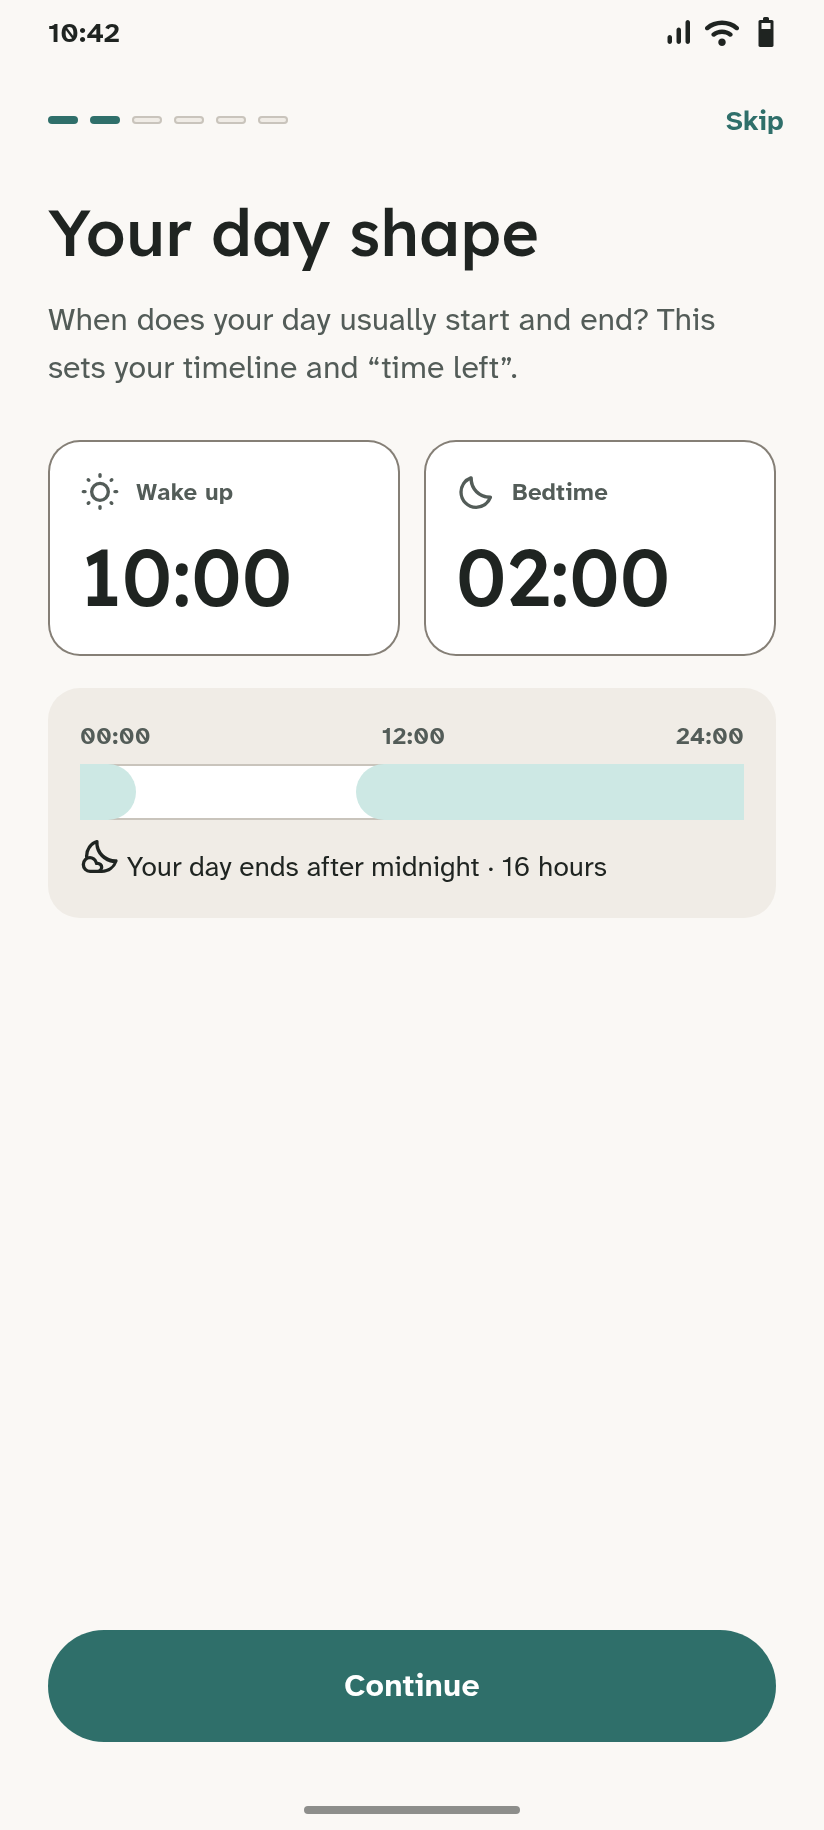 10:42
Skip
Your day shape
When does your day usually start and end? This
sets your timeline and “time left”.
Wake up
10:00
Bedtime
02:00
00:00 12:00 24:00
Your day ends after midnight · 16 hours
Continue